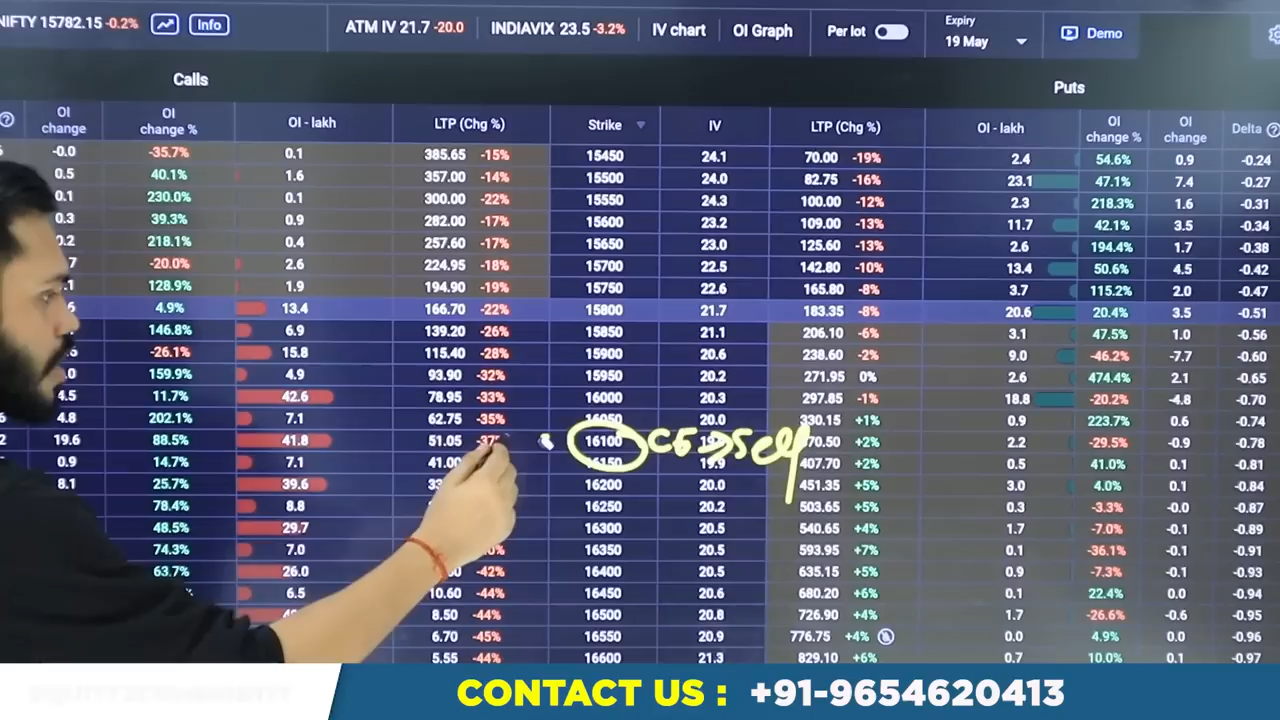 NIFTY 15782.15 -0.2% Info ATM IV 21.7 -20.0 INDIAVIX 23.5 -3.2% IV chart OI Graph Per lot Expiry 19 May Demo
Calls Puts
OI change OI change % OI - lakh LTP (Chg %) Strike IV LTP (Chg %) OI - lakh OI change % OI change Delta
-0.0 -35.7% 0.1 385.65 -15% 15450 24.1 70.00 -19% 2.4 54.6% 0.9 -0.24
0.5 40.1% 1.6 357.00 -14% 15500 24.0 82.75 -16% 23.1 47.1% 7.4 -0.27
0.1 230.0% 0.1 300.00 -22% 15550 24.3 100.00 -12% 2.3 218.3% 1.6 -0.31
0.3 39.3% 0.9 282.00 -17% 15600 23.2 109.00 -13% 11.7 42.1% 3.5 -0.34
0.2 218.1% 0.4 257.60 -17% 15650 23.0 125.60 -13% 2.6 194.4% 1.7 -0.38
-20.0% 2.6 224.95 -18% 15700 22.5 142.80 -10% 13.4 50.6% 4.5 -0.42
128.9% 1.9 194.90 -19% 15750 22.6 165.80 -8% 3.7 115.2% 2.0 -0.47
4.9% 13.4 166.70 -22% 15800 21.7 183.35 -8% 20.6 20.4% 3.5 -0.51
146.8% 6.9 139.20 -26% 15850 21.1 206.10 -6% 3.1 47.5% 1.0 -0.56
-26.1% 15.8 115.40 -28% 15900 20.6 238.60 -2% 9.0 -46.2% -7.7 -0.60
159.9% 4.9 93.90 -32% 15950 20.2 271.95 0% 2.6 474.4% 2.1 -0.65
4.5 11.7% 42.6 78.95 -33% 16000 20.3 297.85 -1% 18.8 -20.2% -4.8 -0.70
4.8 202.1% 7.1 62.75 -35% 16050 20.0 330.15 +1% 0.9 223.7% 0.6 -0.74
19.6 88.5% 41.8 51.05 16100 CE Sell +2% 2.2 -29.5% -0.9 -0.78
0.9 14.7% 7.1 41.00 16150 19.9 407.70 +2% 0.5 41.0% 0.1 -0.81
8.1 25.7% 39.6 16200 20.0 451.35 +5% 3.0 4.0% 0.1 -0.84
78.4% 8.8 16250 20.2 503.65 +5% 0.3 -3.3% -0.0 -0.87
48.5% 29.7 16300 20.5 540.65 +4% 1.7 -7.0% -0.1 -0.89
74.3% 7.0 16350 20.5 593.95 +7% 0.1 -36.1% -0.1 -0.91
63.7% 26.0 -42% 16400 20.5 635.15 +5% 0.9 -7.3% -0.1 -0.93
6.5 10.60 -44% 16450 20.6 680.20 +6% 0.1 22.4% 0.0 -0.94
8.50 -44% 16500 20.8 726.90 +4% 1.7 -26.6% -0.6 -0.95
6.70 -45% 16550 20.9 776.75 +4% 0.0 4.9% 0.0 -0.96
5.55 -44% 16600 21.3 829.10 +6% 0.7 10.0% 0.1 -0.97
CONTACT US : +91-9654620413